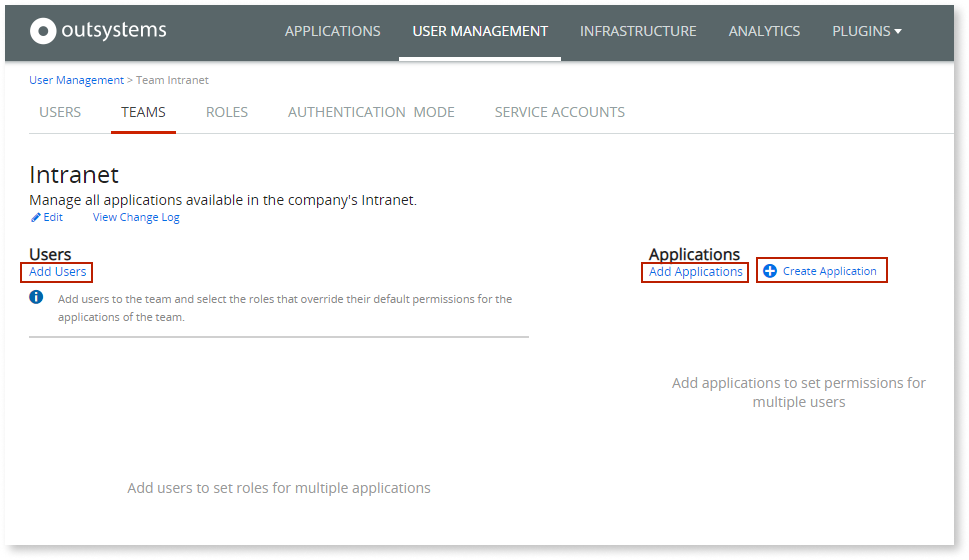 outsystems
APPLICATIONS
USER MANAGEMENT
INFRASTRUCTURE
ANALYTICS
PLUGINS
User Management > Team Intranet
USERS
TEAMS
ROLES
AUTHENTICATION MODE
SERVICE ACCOUNTS
Intranet
Manage all applications available in the company's Intranet.
Edit
View Change Log
Users
Add Users
Add users to the team and select the roles that override their default permissions for the
applications of the team.
Add users to set roles for multiple applications
Applications
Add Applications
Create Application
Add applications to set permissions for
multiple users